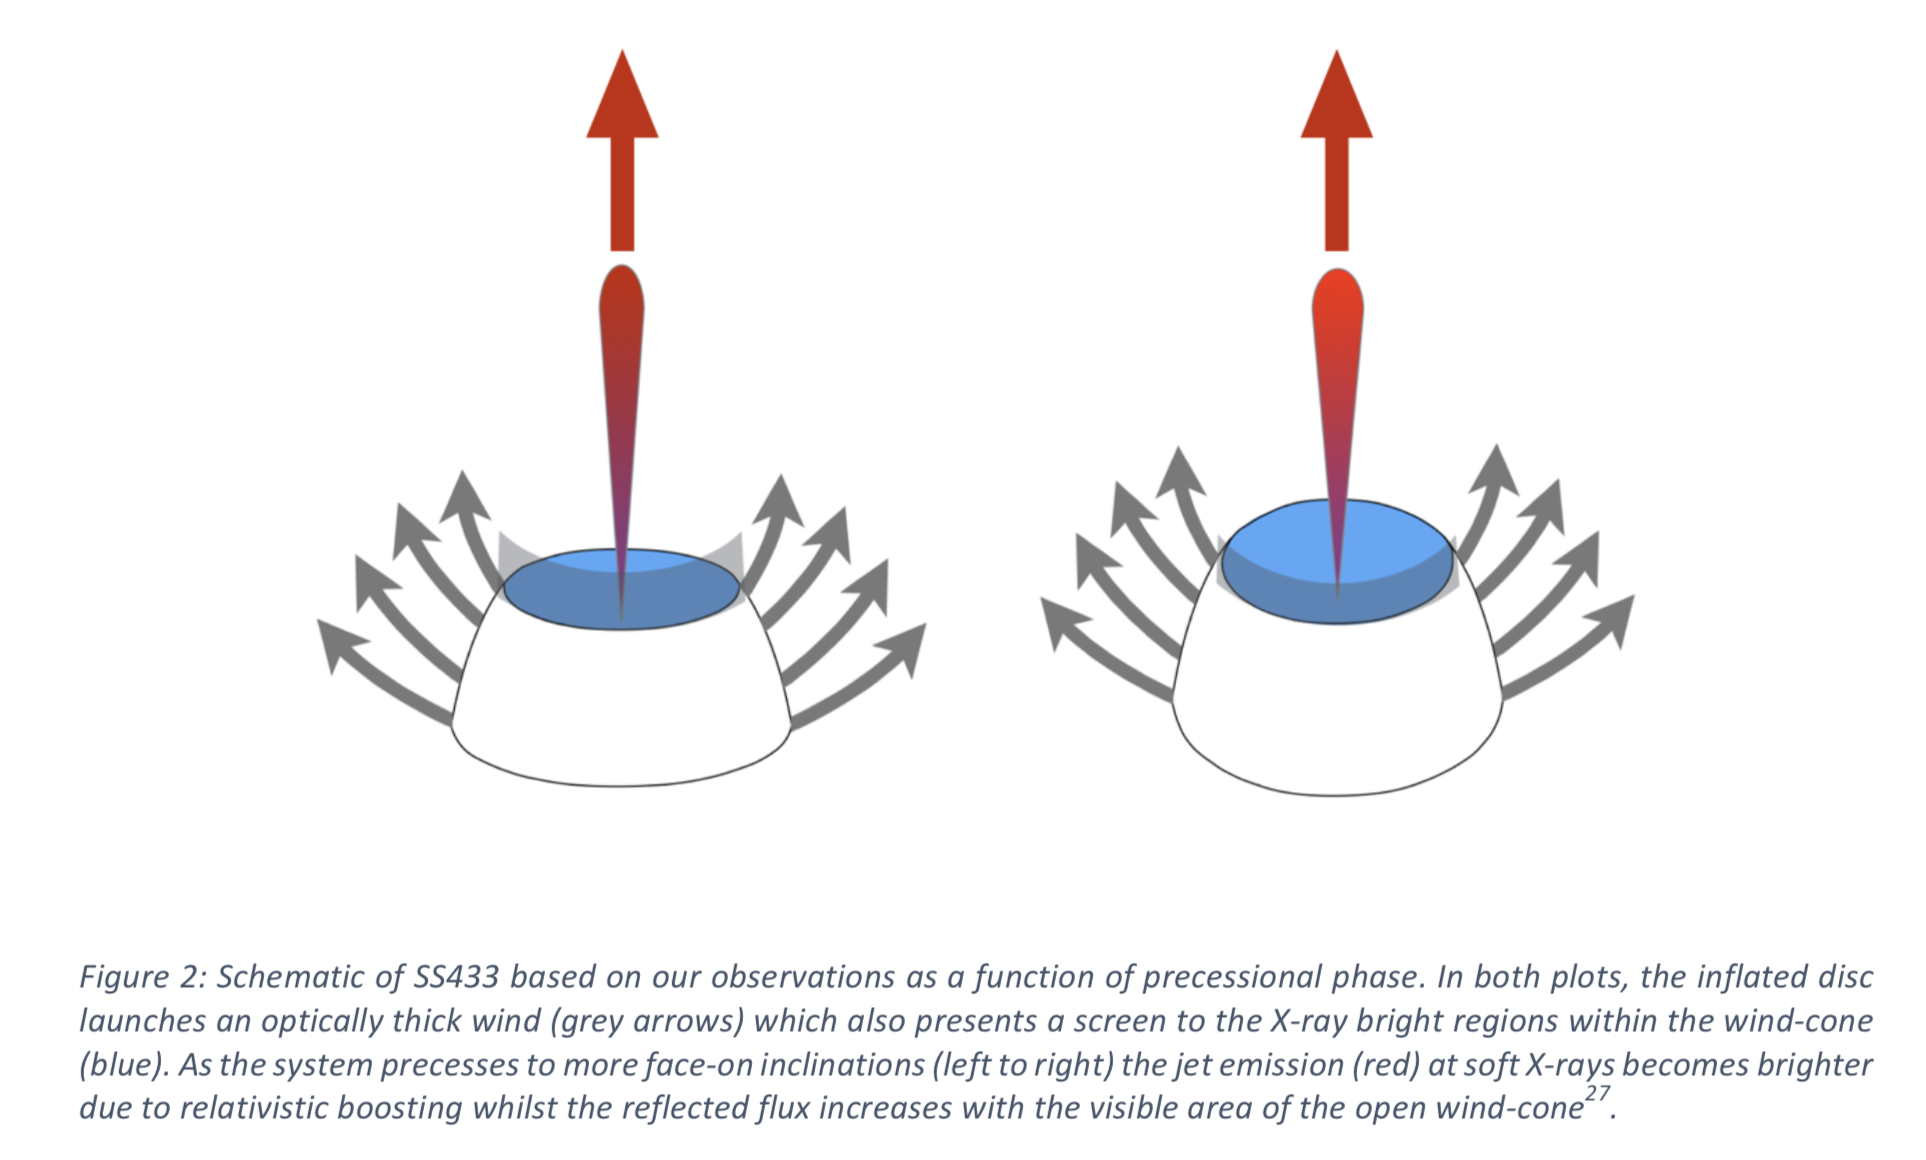 Figure 2: Schematic of SS433 based on our observations as a function of precessional phase. In both plots, the inflated disc
launches an optically thick wind (grey arrows) which also presents a screen to the X-ray bright regions within the wind-cone
(blue). As the system precesses to more face-on inclinations (left to right) the jet emission (red) at soft X-rays becomes brighter
due to relativistic boosting whilst the reflected flux increases with the visible area of the open wind-cone27.